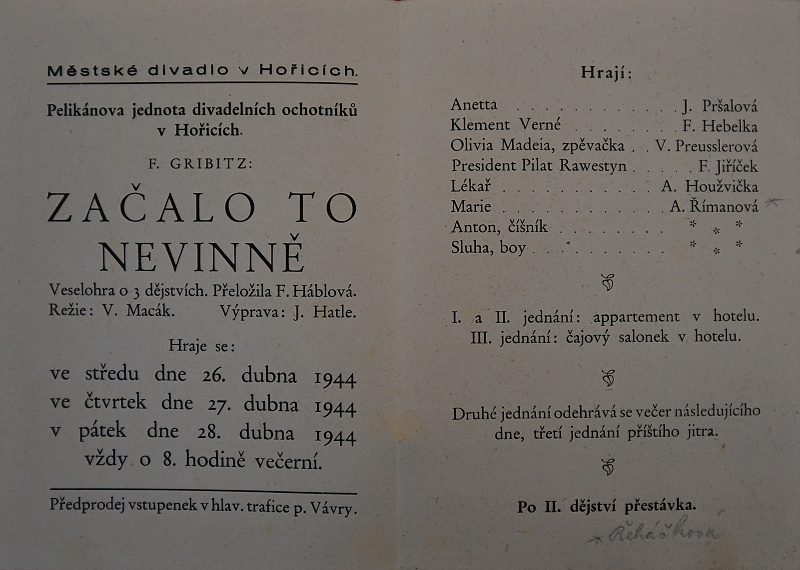 Městské divadlo v Hořicích.
Pelikánova jednota divadelních ochotníků
v Hořicích.
F. GRIBITZ:
ZAČALO TO
NEVINNĚ
Veselohra o 3 dějstvích. Přeložila F. Háblová.
Režie: V. Macák. Výprava: J. Hatle.
Hraje se:
ve středu dne 26. dubna 1944
ve čtvrtek dne 27. dubna 1944
v pátek dne 28. dubna 1944
vždy o 8. hodině večerní.
Předprodej vstupenek v hlav. trafice p. Vávry.
Hrají:
Anetta . . . . . . . . . . . . J. Pršalová
Klement Verné . . . . . . . . F. Hebelka
Olivia Madeia, zpěvačka . . V. Preusslerová
President Pilat Rawestyn . . . . . F. Jiříček
Lékař . . . . . . . . . . . A. Houžvička
Marie . . . . . . . . . . . . A. Římanová
Anton, číšník . . . . . . . . * * *
Sluha, boy . . . . . . . . . . * * *
I. a II. jednání: appartement v hotelu.
III. jednání: čajový salonek v hotelu.
Druhé jednání odehrává se večer následujícího
dne, třetí jednání příštího jitra.
Po II. dějství přestávka.
Řeháčková